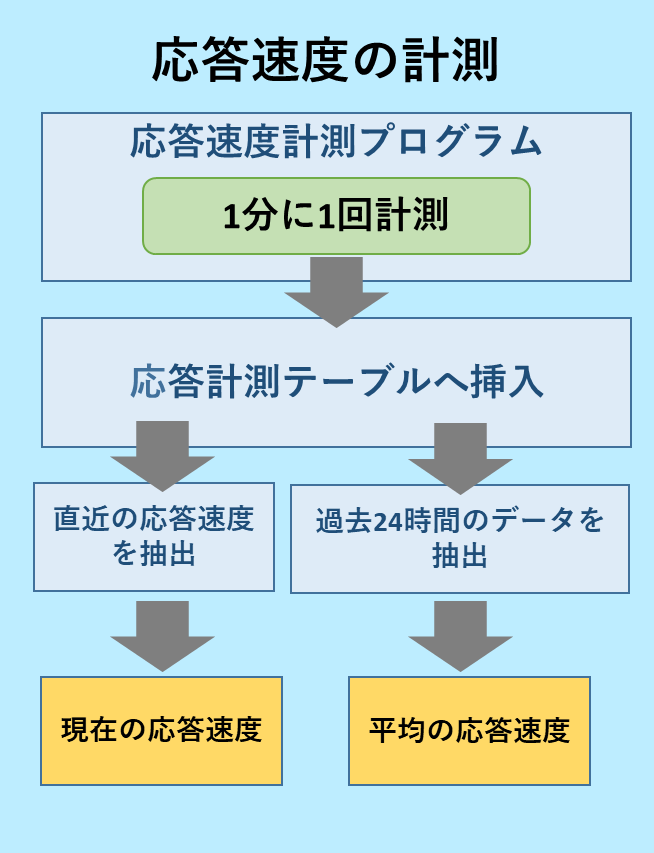 応答速度の計測
応答速度計測プログラム
1分に1回計測
応答計測テーブルへ挿入
直近の応答速度
を抽出
過去24時間のデータを
抽出
現在の応答速度
平均の応答速度